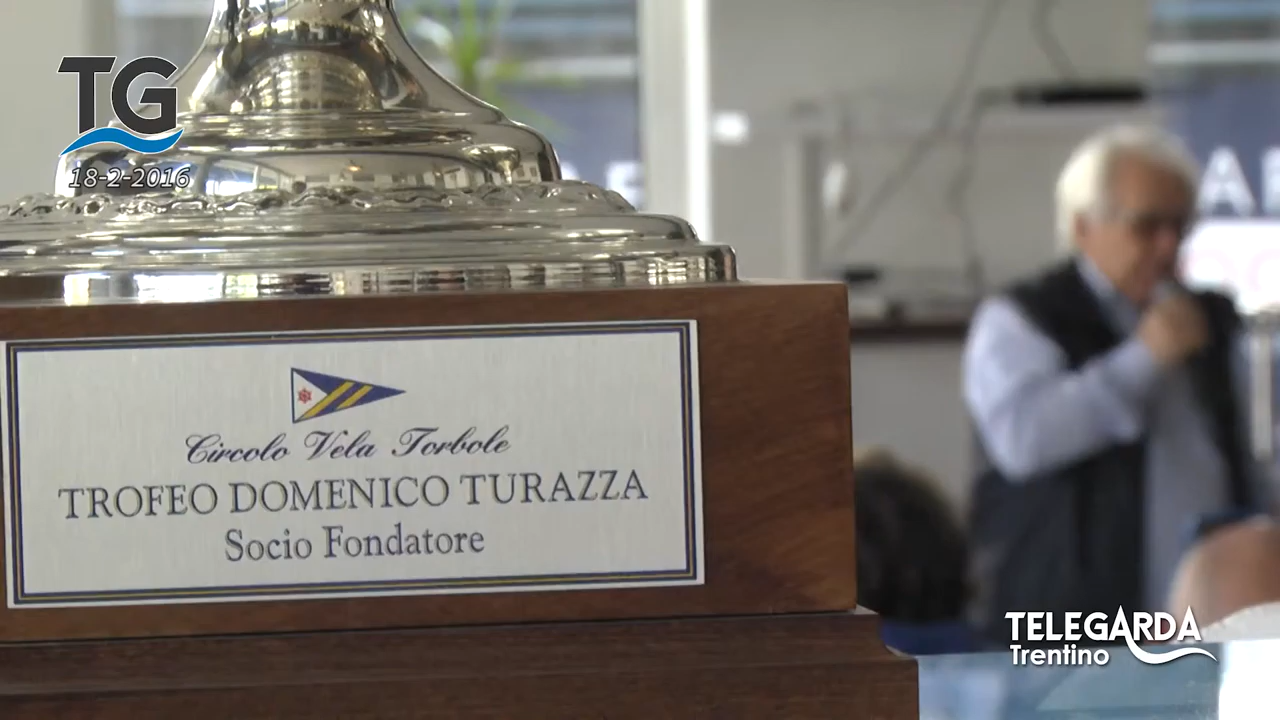 TG
18-2-2016
Circolo Vela Torbole
TROFEO DOMENICO TURAZZA
Socio Fondatore
TELEGARDA
Trentino